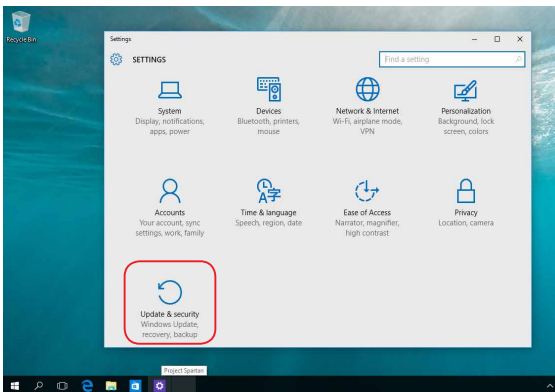 Recycle Bin
Settings
SETTINGS
Find a setting
System
Display, notifications,
apps, power
Devices
Bluetooth, printers,
mouse
Network & Internet
Wi-Fi, airplane mode,
VPN
Personalization
Background, lock
screen, colors
Accounts
Your account, sync
settings, work, family
Time & language
Speech, region, date
Ease of Access
Narrator, magnifier,
high contrast
Privacy
Location, camera
Update & security
Windows Update,
recovery, backup
Project Spartan